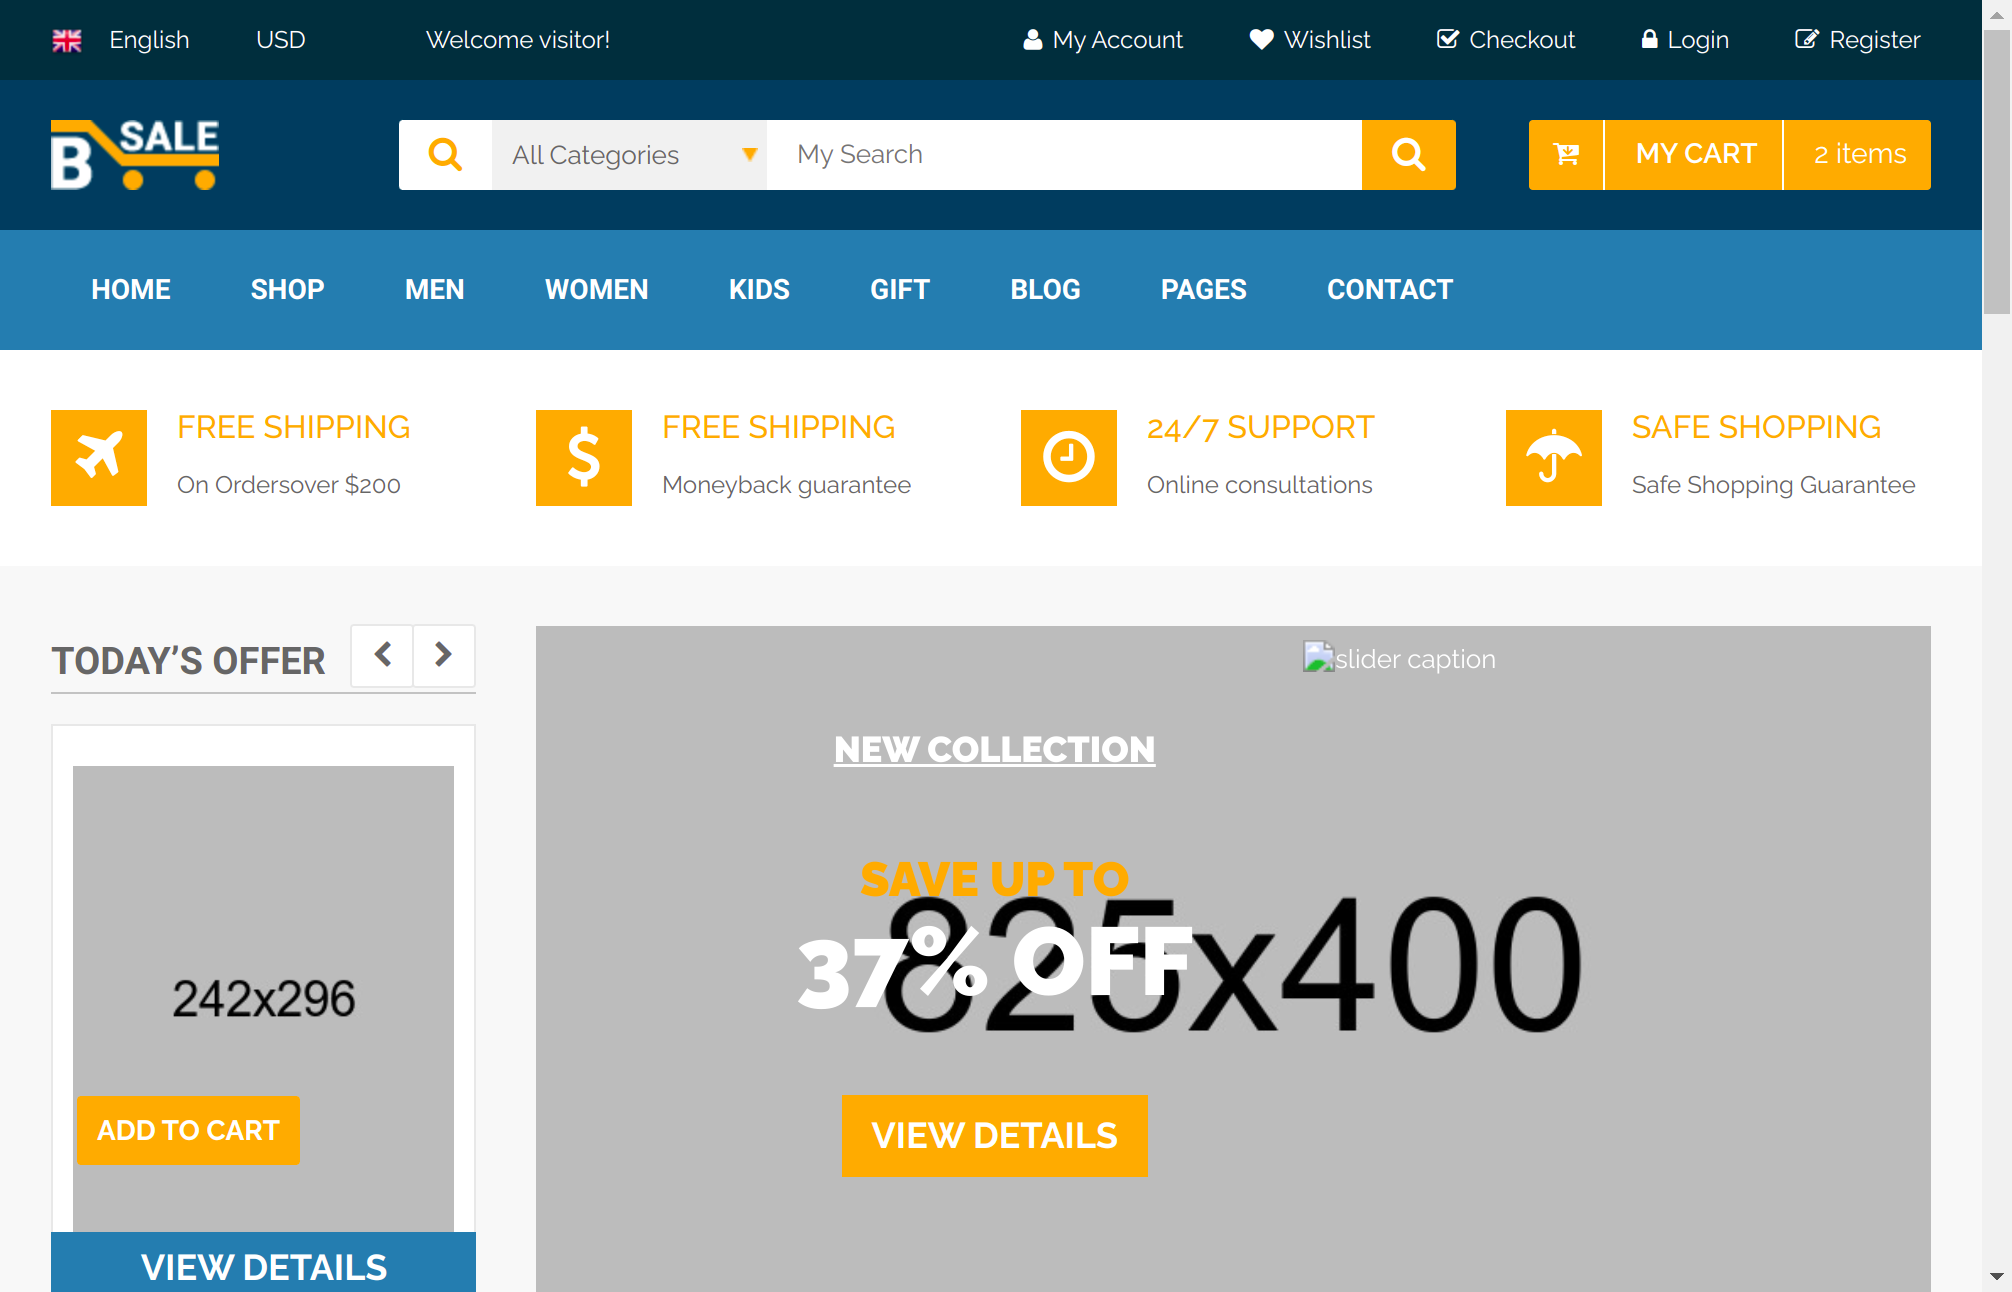 English USD Welcome visitor! My Account Wishlist Checkout Login Register
B SALE
All Categories My Search MY CART 2 items
HOME SHOP MEN WOMEN KIDS GIFT BLOG PAGES CONTACT
FREE SHIPPING
On Ordersover $200
FREE SHIPPING
Moneyback guarantee
24/7 SUPPORT
Online consultations
SAFE SHOPPING
Safe Shopping Guarantee
TODAY’S OFFER
242x296
ADD TO CART
VIEW DETAILS
slider caption
NEW COLLECTION
SAVE UP TO
37% OFF
825x400
VIEW DETAILS